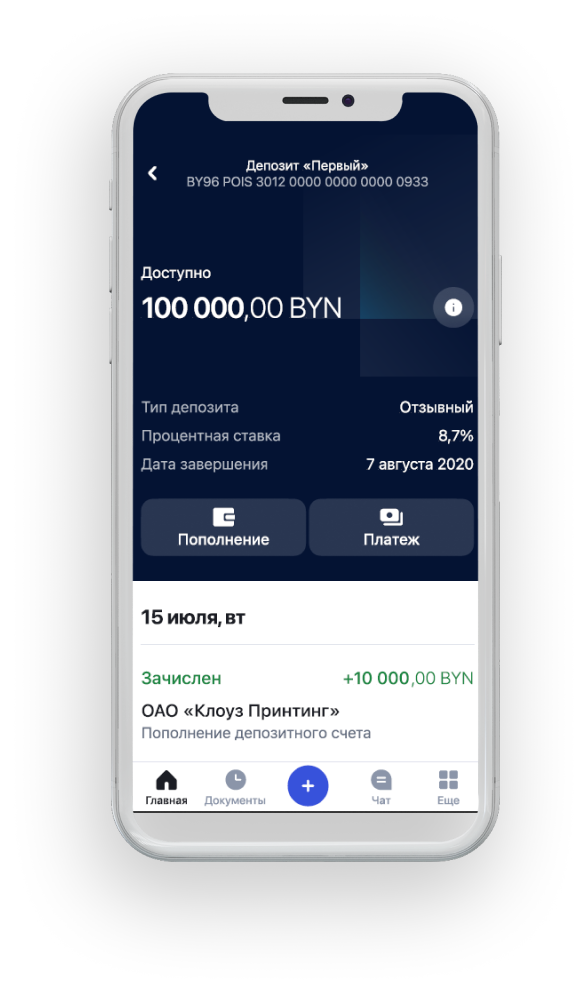 Депозит «Первый»
BY96 POIS 3012 0000 0000 0000 0933
Доступно
100 000,00 BYN
Тип депозита Отзывный
Процентная ставка 8,7%
Дата завершения 7 августа 2020
Пополнение Платеж
15 июля, вт
Зачислен +10 000,00 BYN
ОАО «Клоуз Принтинг»
Пополнение депозитного счета
Главная Документы Чат Еще